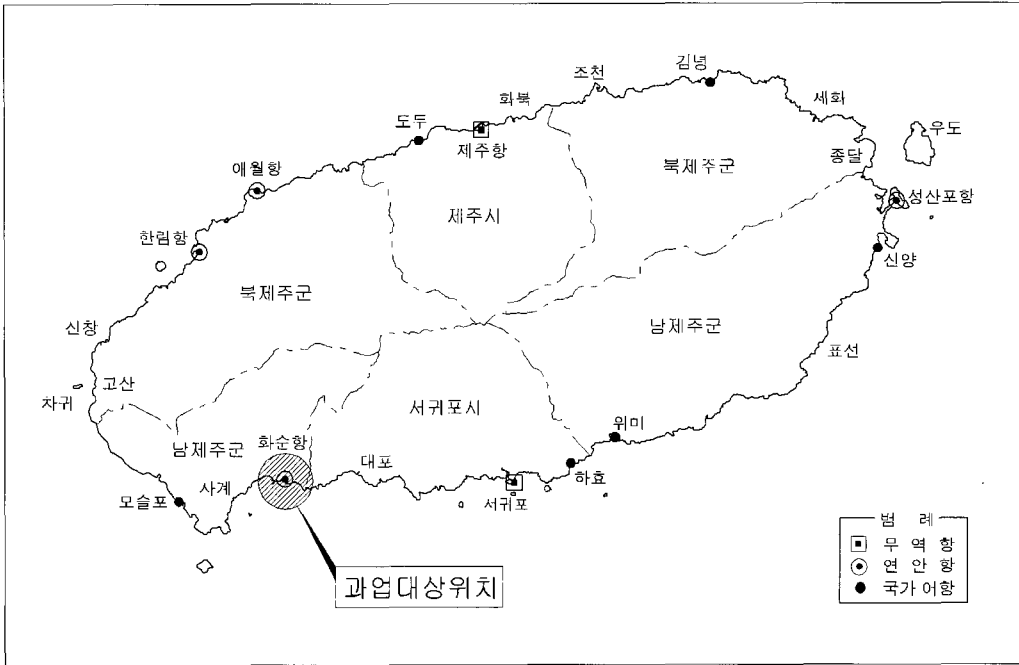 김녕
조천
화북
세화
도두
우도
제주항
종달
북제주군
애월항
성산포항
제주시
한림항
신양
북제주군
남제주군
신창
표선
고산
차귀
서귀포시
위미
남제주군
화순항
대포
하효
사계
모슬포
서귀포
과업대상위치
범 례
무 역 항
연 안 항
국가 어항